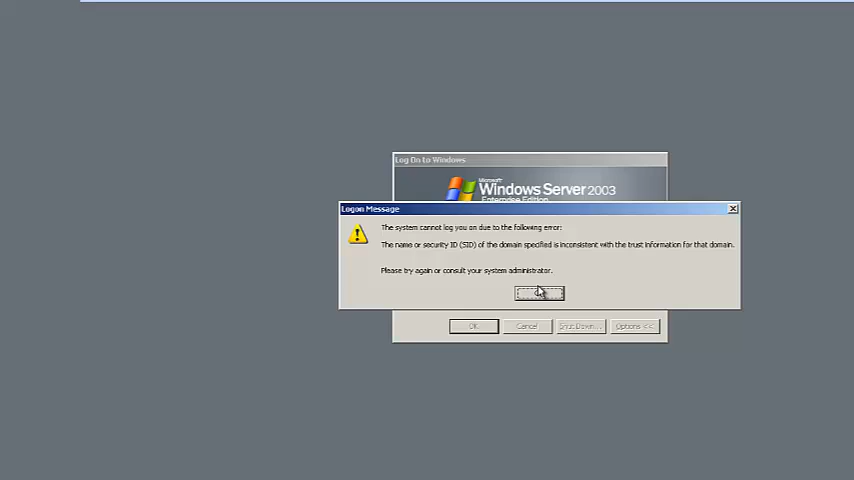 Log On to Windows
Microsoft
Windows Server 2003
Enterprise Edition
Logon Message
The system cannot log you on due to the following error:
The name or security ID (SID) of the domain specified is inconsistent with the trust information for that domain.
Please try again or consult your system administrator.
OK
Cancel
Shut Down...
Options <<